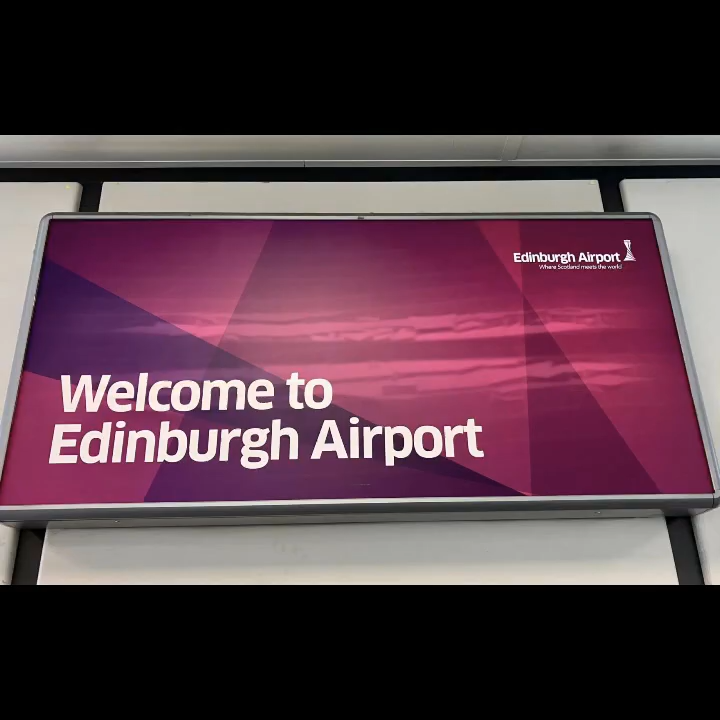 Edinburgh Airport
Where Scotland meets the world
Welcome to
Edinburgh Airport